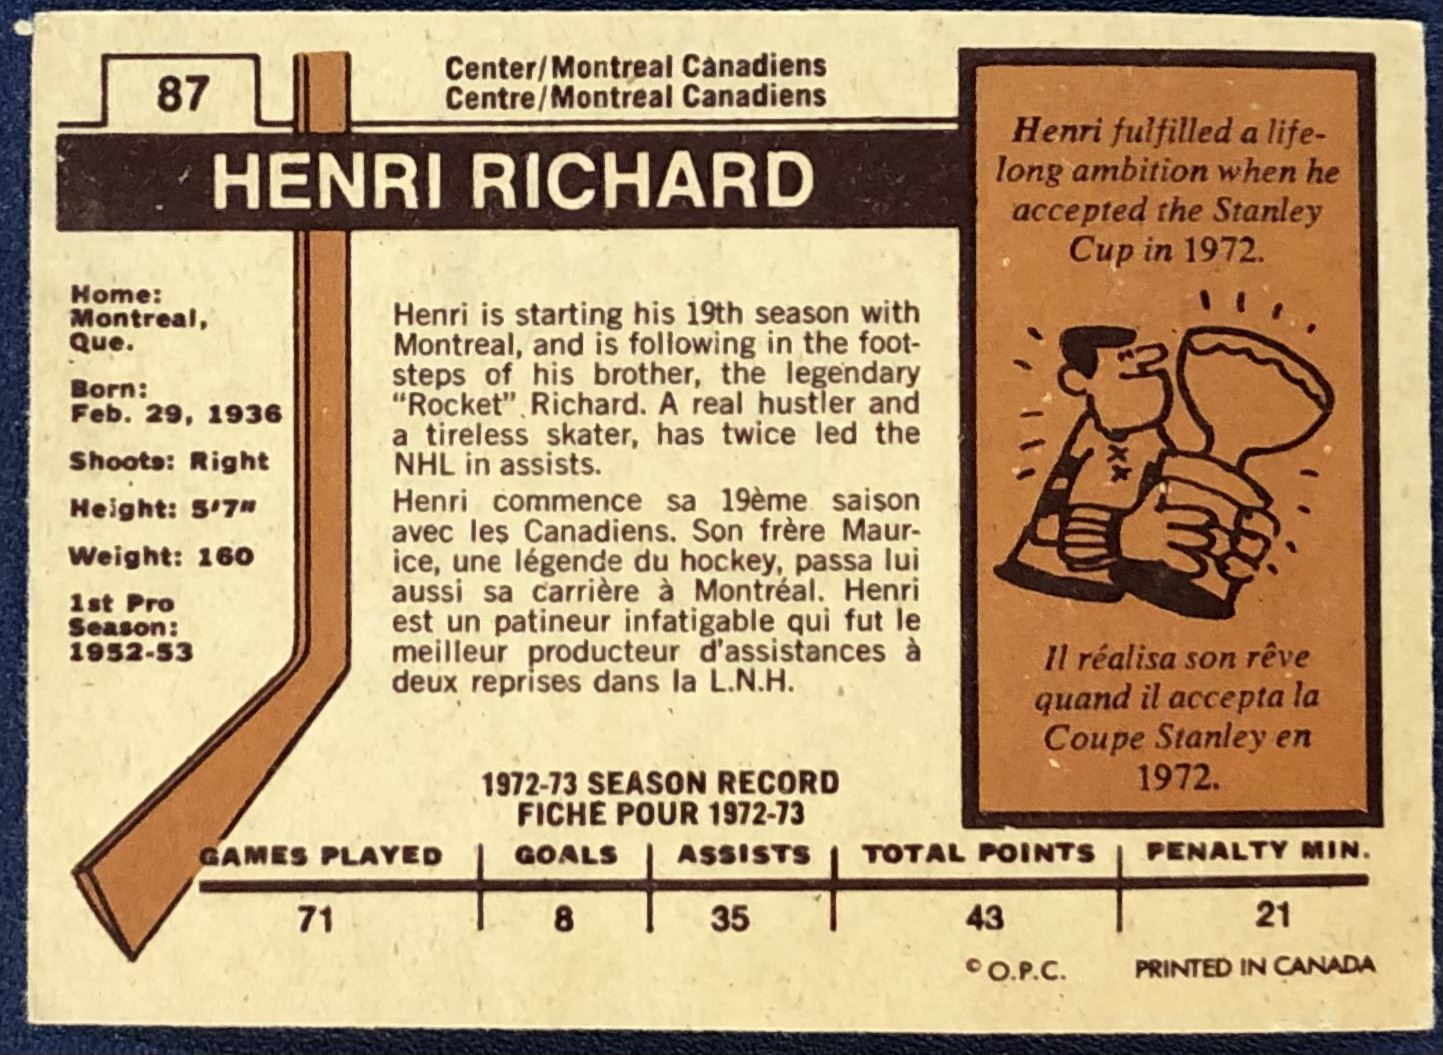 87
Center/Montreal Canadiens
Centre/Montreal Canadiens
HENRI RICHARD
Home:
Montreal,
Que.
Born:
Feb. 29, 1936
Shoots: Right
Height: 5'7"
Weight: 160
1st Pro
Season:
1952-53
Henri is starting his 19th season with
Montreal, and is following in the foot-
steps of his brother, the legendary
"Rocket" Richard. A real hustler and
a tireless skater, has twice led the
NHL in assists.
Henri commence sa 19ème saison
avec les Canadiens. Son frère Maur-
ice, une légende du hockey, passa lui
aussi sa carrière à Montréal. Henri
est un patineur infatigable qui fut le
meilleur producteur d'assistances à
deux reprises dans la L.N.H.
Henri fulfilled a life-
long ambition when he
accepted the Stanley
Cup in 1972.
Il réalisa son rêve
quand il accepta la
Coupe Stanley en
1972.
1972-73 SEASON RECORD
FICHE POUR 1972-73
GAMES PLAYED | GOALS | ASSISTS | TOTAL POINTS | PENALTY MIN.
71 | 8 | 35 | 43 | 21
© O.P.C. PRINTED IN CANADA